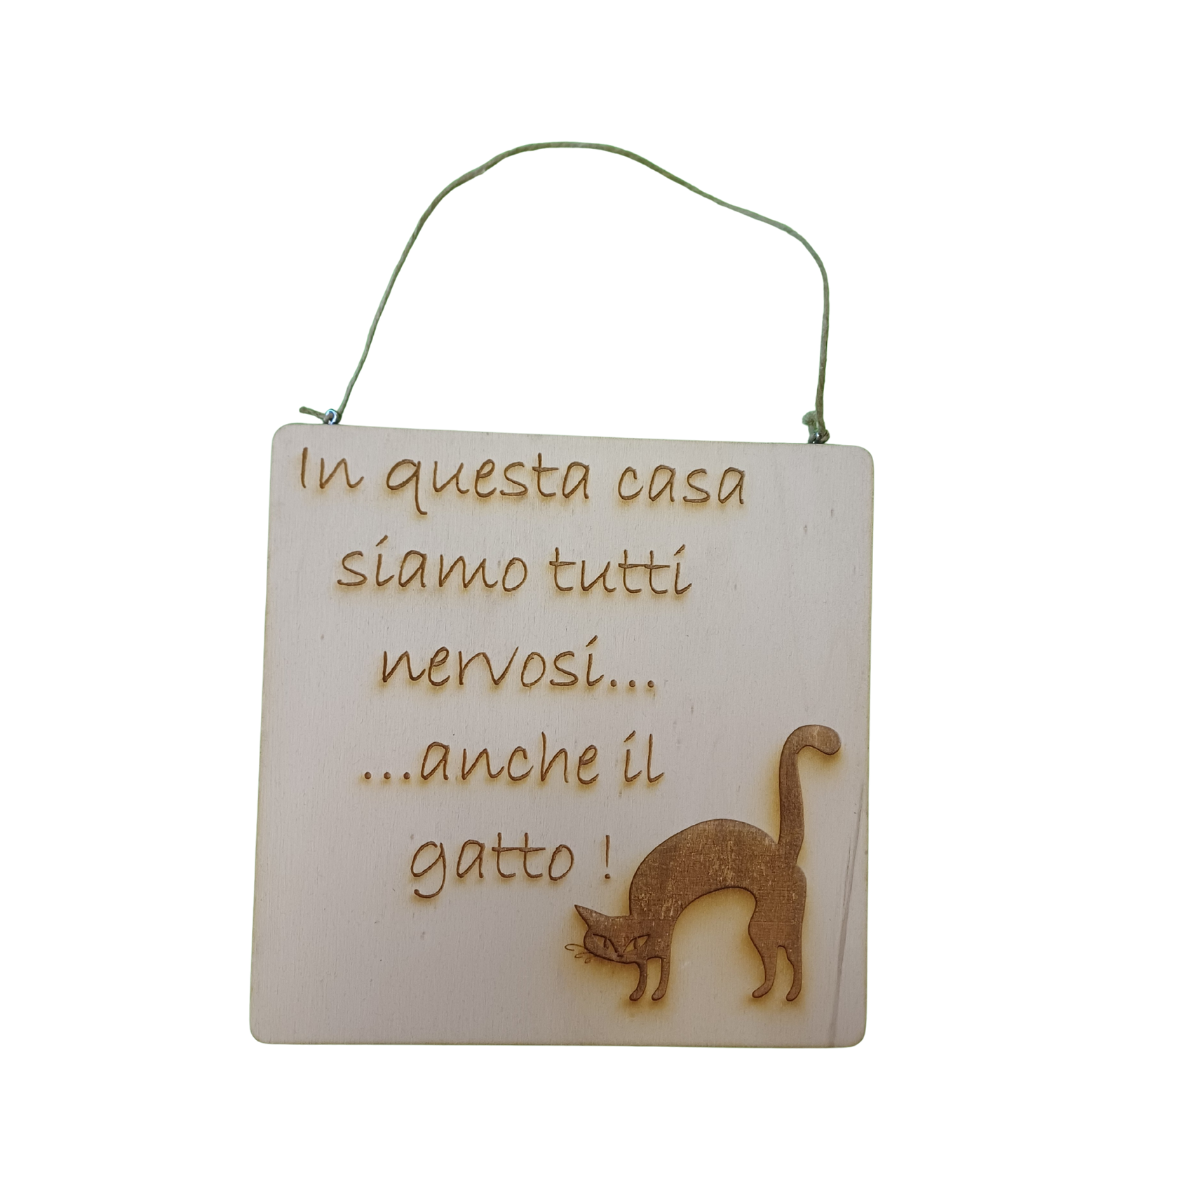 In questa casa
siamo tutti
nervosi...
...anche il
gatto !